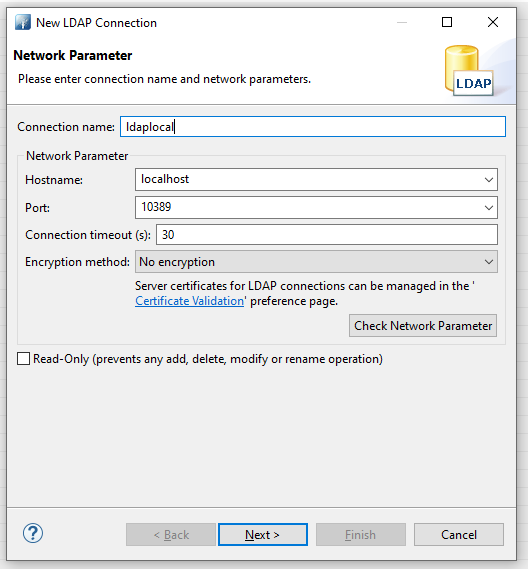 New LDAP Connection
Network Parameter
Please enter connection name and network parameters.
LDAP
Connection name: ldaplocal
Network Parameter
Hostname: localhost
Port: 10389
Connection timeout (s): 30
Encryption method: No encryption
Server certificates for LDAP connections can be managed in the '
Certificate Validation' preference page.
Check Network Parameter
Read-Only (prevents any add, delete, modify or rename operation)
? < Back Next > Finish Cancel